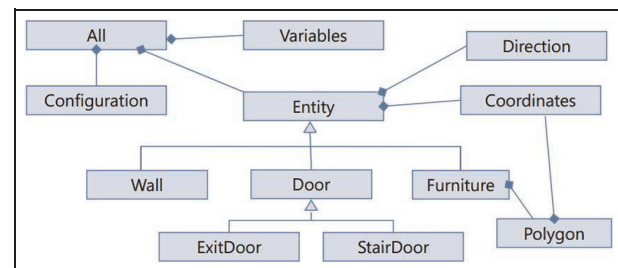 All
Variables
Direction
Configuration
Entity
Coordinates
Wall
Door
Furniture
Polygon
ExitDoor
StairDoor